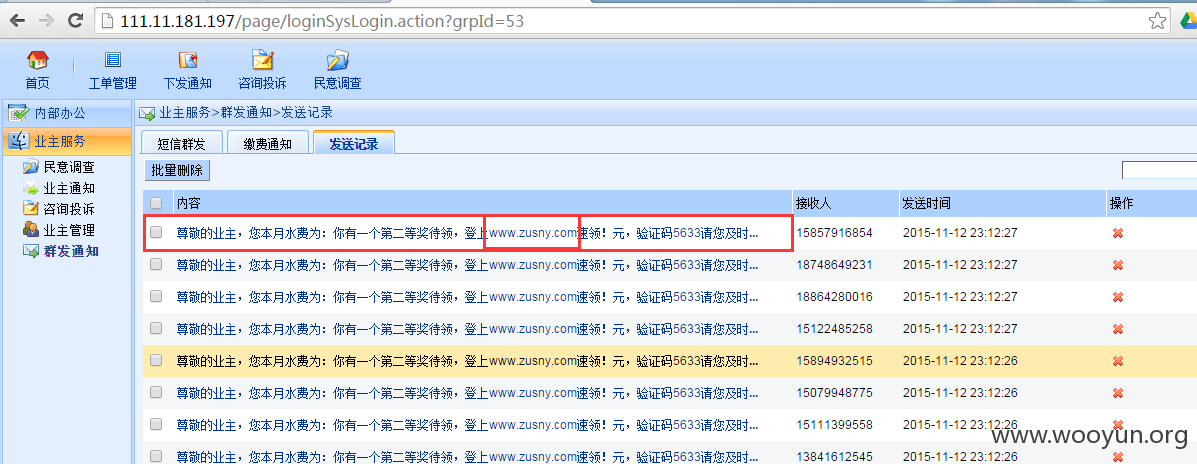 111.11.181.197/page/loginSysLogin.action?grpId=53
首页 工单管理 下发通知 咨询投诉 民意调查
内部办公
业主服务
民意调查
业主通知
咨询投诉
业主管理
群发通知
业主服务>群发通知>发送记录
短信群发 缴费通知 发送记录
批量删除
内容 接收人 发送时间 操作
尊敬的业主，您本月水费为：你有一个第二等奖待领，登上www.zusny.com速领！元，验证码5633请您及时... 15857916854 2015-11-12 23:12:27
尊敬的业主，您本月水费为：你有一个第二等奖待领，登上www.zusny.com速领！元，验证码5633请您及时... 18748649231 2015-11-12 23:12:27
尊敬的业主，您本月水费为：你有一个第二等奖待领，登上www.zusny.com速领！元，验证码5633请您及时... 18864280016 2015-11-12 23:12:27
尊敬的业主，您本月水费为：你有一个第二等奖待领，登上www.zusny.com速领！元，验证码5633请您及时... 15122485258 2015-11-12 23:12:27
尊敬的业主，您本月水费为：你有一个第二等奖待领，登上www.zusny.com速领！元，验证码5633请您及时... 15894932515 2015-11-12 23:12:26
尊敬的业主，您本月水费为：你有一个第二等奖待领，登上www.zusny.com速领！元，验证码5633请您及时... 15079948775 2015-11-12 23:12:26
尊敬的业主，您本月水费为：你有一个第二等奖待领，登上www.zusny.com速领！元，验证码5633请您及时... 15111399558 2015-11-12 23:12:26
尊敬的业主，您本月水费为：你有一个第二等奖待领，登上www.zusny.com速领！元，验证码5633请您及时... 13841612545 2015-11-12 23:12:26
www.wooyun.org